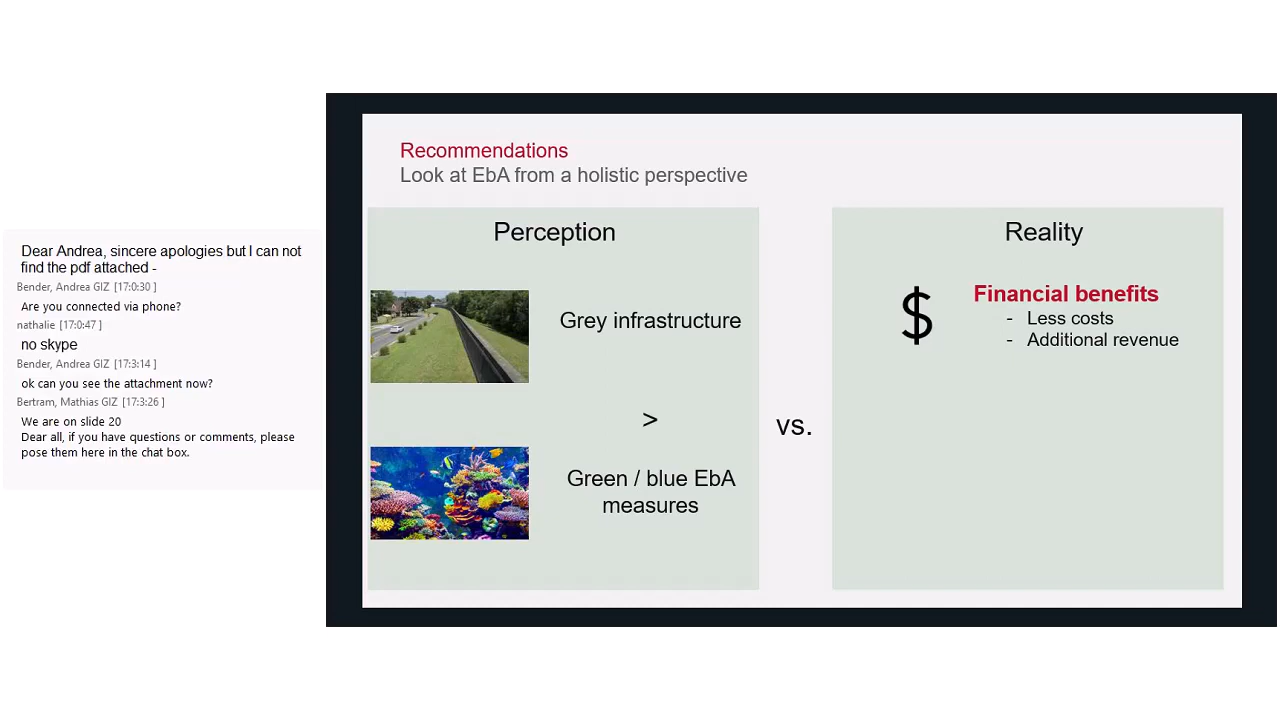 Dear Andrea, sincere apologies but I can not
find the pdf attached -
Bender, Andrea GIZ [17:0:30 ]
Are you connected via phone?
nathalie [17:0:47 ]
no skype
Bender, Andrea GIZ [17:3:14 ]
ok can you see the attachment now?
Bertram, Mathias GIZ [17:3:26 ]
We are on slide 20
Dear all, if you have questions or comments, please
pose them here in the chat box.
Recommendations
Look at EbA from a holistic perspective
Perception
Grey infrastructure
>
Green / blue EbA
measures
vs.
Reality
$
Financial benefits
- Less costs
- Additional revenue